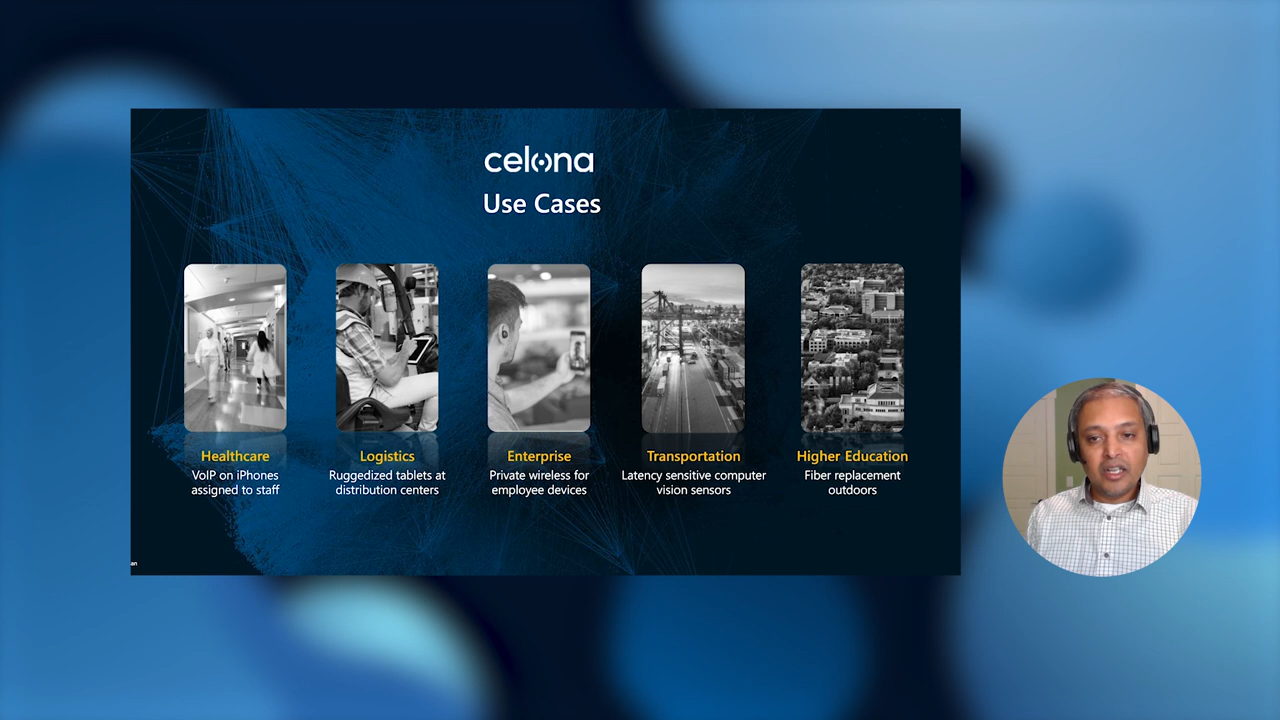 celona
Use Cases
Healthcare
VoIP on iPhones
assigned to staff
Logistics
Ruggedized tablets at
distribution centers
Enterprise
Private wireless for
employee devices
Transportation
Latency sensitive computer
vision sensors
Higher Education
Fiber replacement
outdoors
an